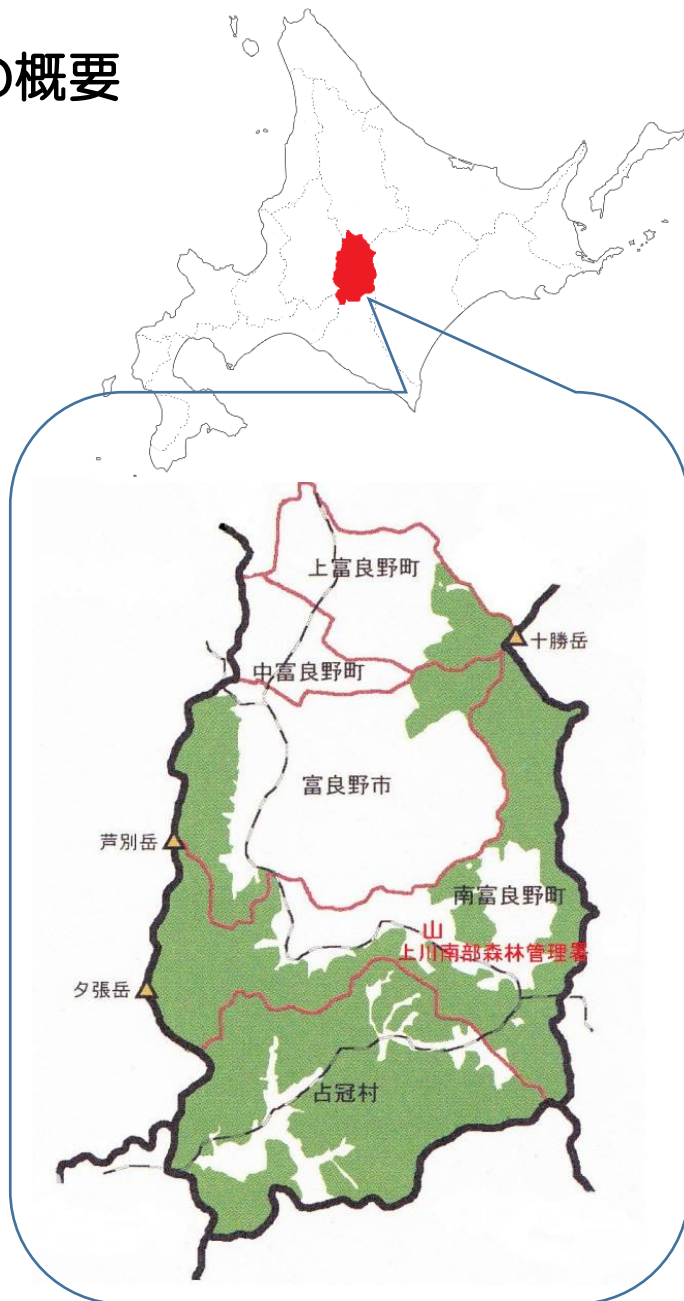 の概要
上富良野町
十勝岳
中富良野町
富良野市
芦別岳
南富良野町
山
上川南部森林管理署
夕張岳
占冠村